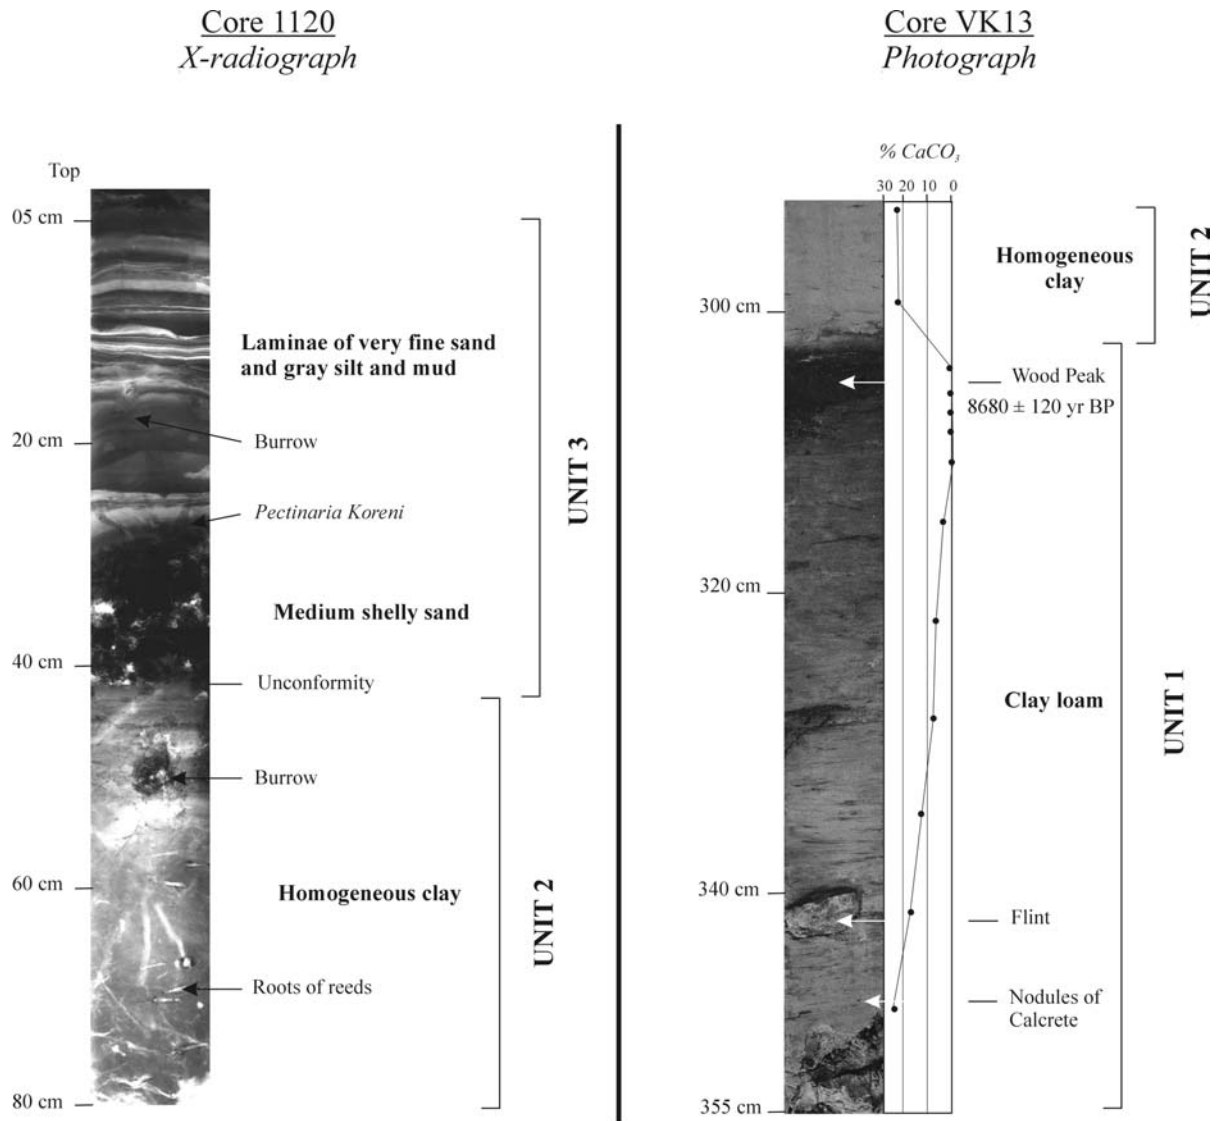 Core 1120
X-radiograph
Top
05 cm
20 cm
40 cm
60 cm
80 cm
Laminae of very fine sand
and gray silt and mud
Burrow
Pectinaria Koreni
Medium shelly sand
Unconformity
Burrow
Homogeneous clay
Roots of reeds
UNIT 3
UNIT 2
Core VK13
Photograph
% CaCO₃
30 20 10 0
300 cm
320 cm
340 cm
355 cm
Homogeneous
clay
Wood Peak
8680 ± 120 yr BP
Clay loam
Flint
Nodules of
Calcrete
UNIT 2
UNIT 1